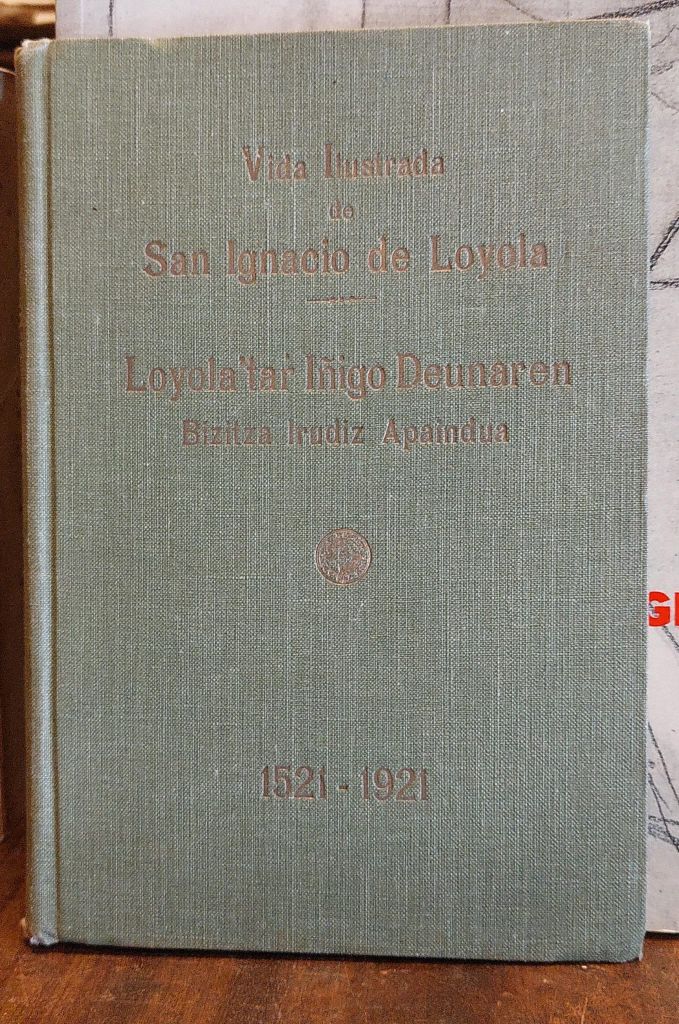 Vida Ilustrada
de
San Ignacio de Loyola
Loyola'tar̄ Iñigo Deunaren
Bizitza Irudiz Apaindua
1521 - 1921